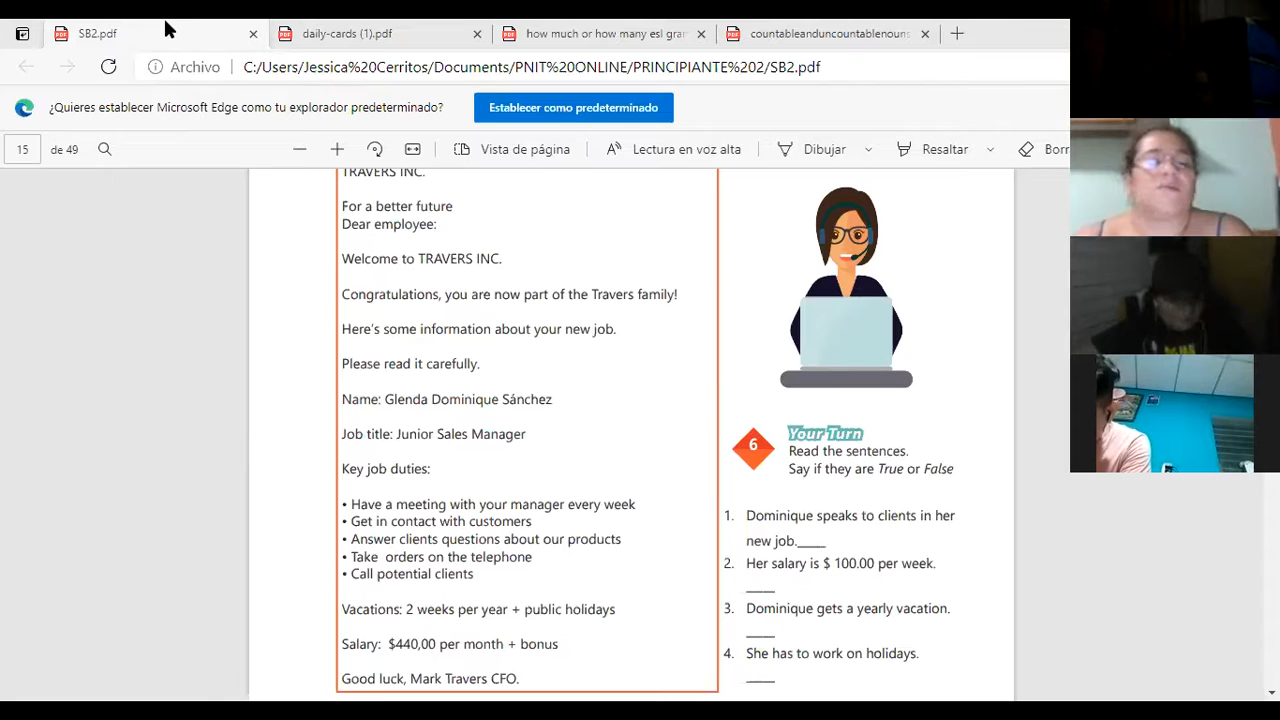 SB2.pdf
daily-cards (1).pdf
how much or how many esl gran
countableanduncountablenouns
Archivo
C:/Users/Jessica%20Cerritos/Documents/PNIT%20ONLINE/PRINCIPIANTE%202/SB2.pdf
¿Quieres establecer Microsoft Edge como tu explorador predeterminado?
Establecer como predeterminado
15 de 49
Vista de página
Lectura en voz alta
Dibujar
Resaltar
Borr
TRAVERS INC.
For a better future
Dear employee:
Welcome to TRAVERS INC.
Congratulations, you are now part of the Travers family!
Here's some information about your new job.
Please read it carefully.
Name: Glenda Dominique Sánchez
Job title: Junior Sales Manager
Key job duties:
• Have a meeting with your manager every week
• Get in contact with customers
• Answer clients questions about our products
• Take orders on the telephone
• Call potential clients
Vacations: 2 weeks per year + public holidays
Salary: $440,00 per month + bonus
Good luck, Mark Travers CFO.
6
Your Turn
Read the sentences.
Say if they are True or False
1. Dominique speaks to clients in her
new job.____
2. Her salary is $ 100.00 per week.
____
3. Dominique gets a yearly vacation.
____
4. She has to work on holidays.
____